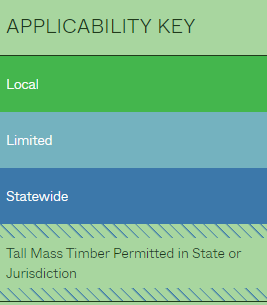 APPLICABILITY KEY
Local
Limited
Statewide
Tall Mass Timber Permitted in State or
Jurisdiction